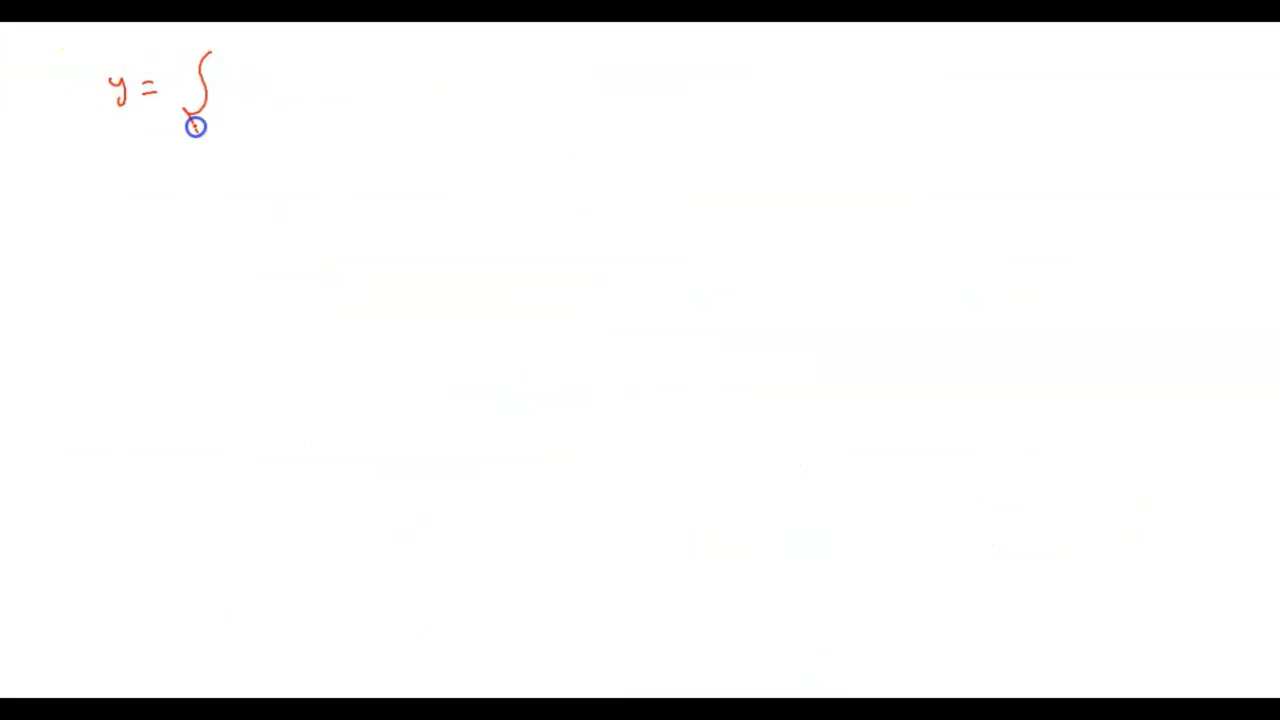 y = ∫